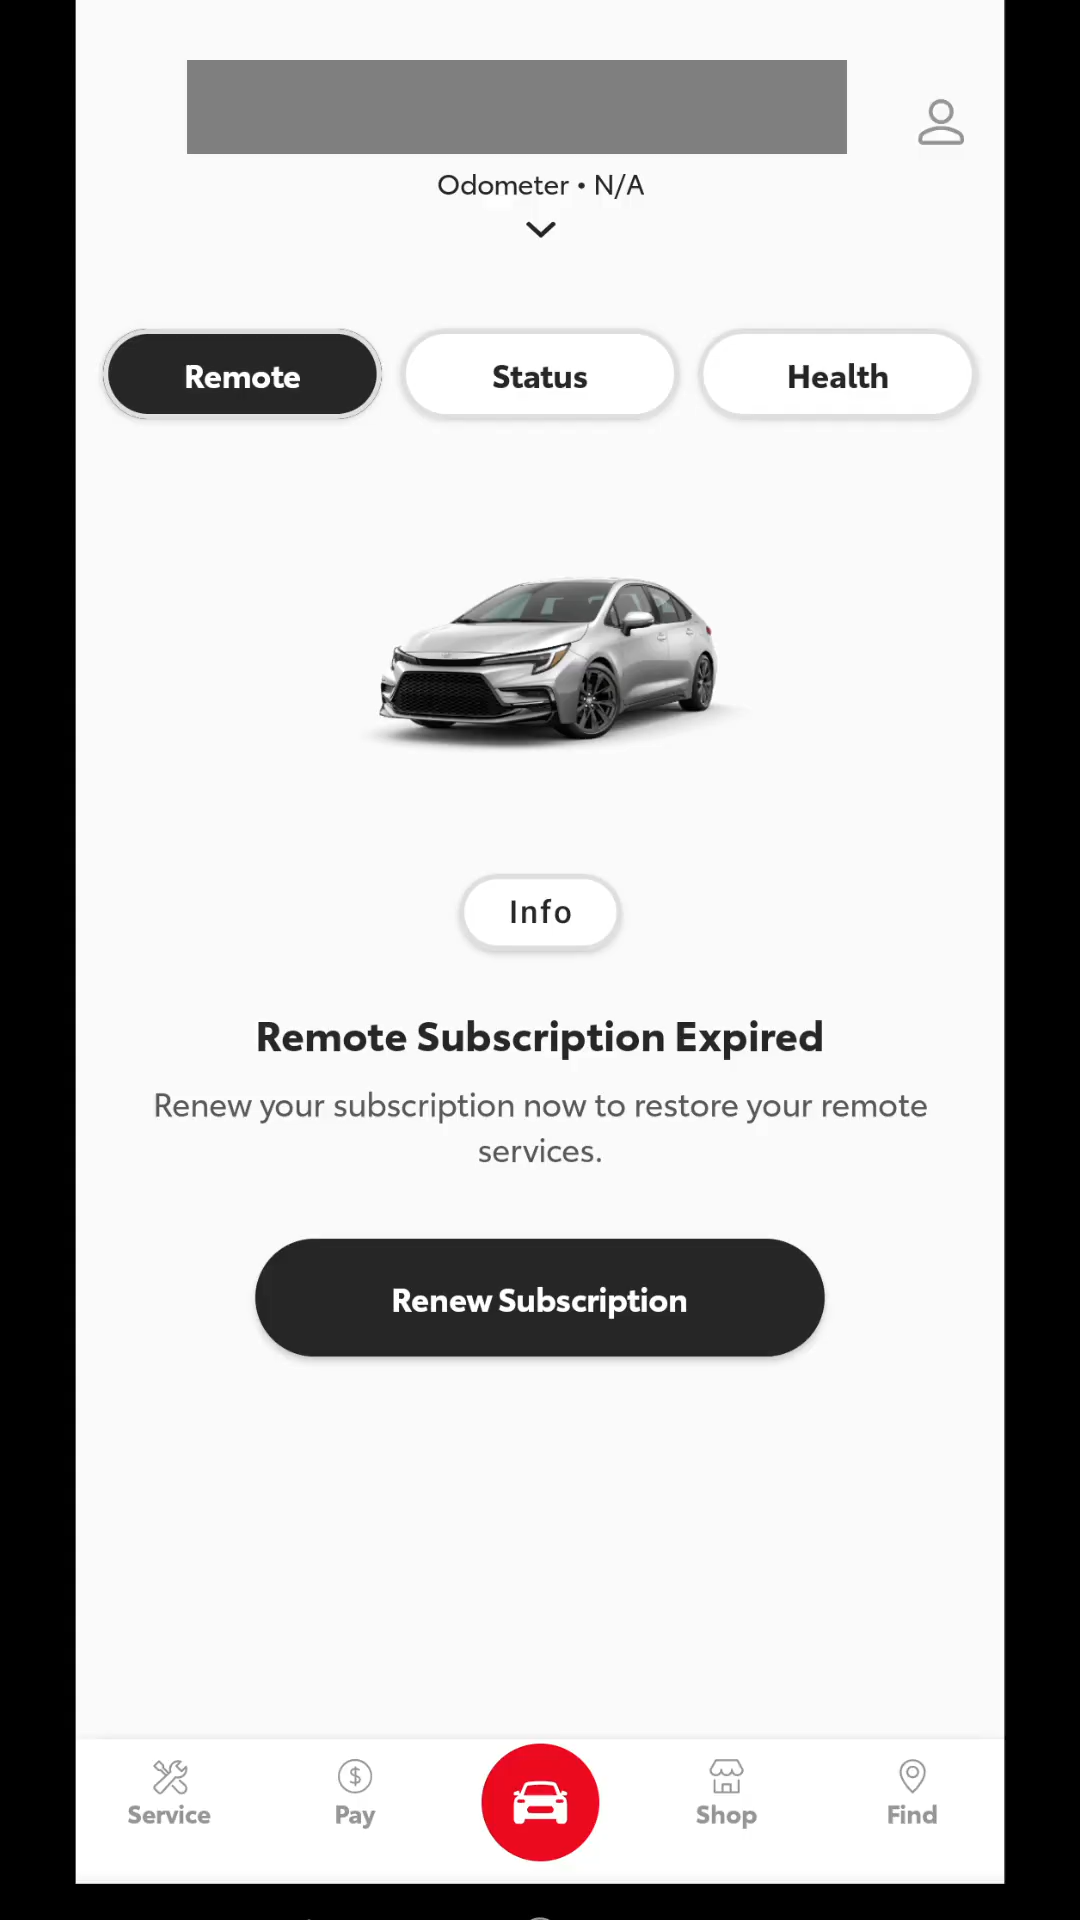 Odometer • N/A
Remote
Status
Health
Info
Remote Subscription Expired
Renew your subscription now to restore your remote
services.
Renew Subscription
Service
Pay
Shop
Find